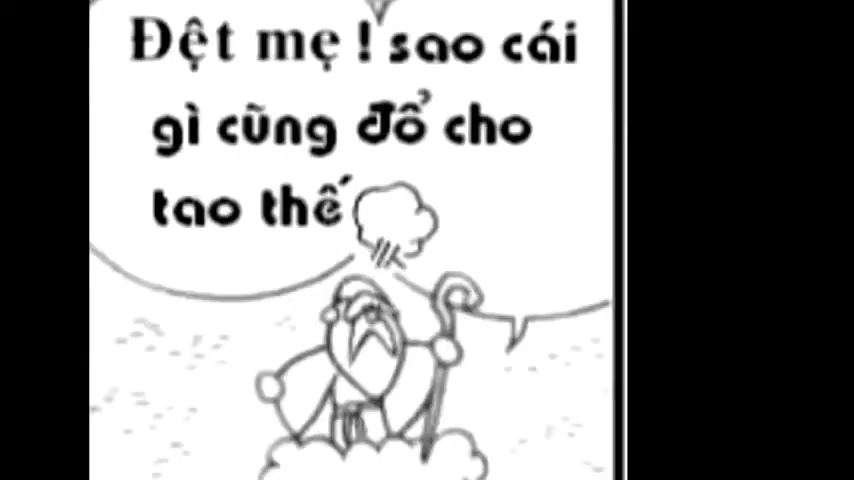 Đệt mẹ ! sao cái
gì cũng đổ cho
tao thế